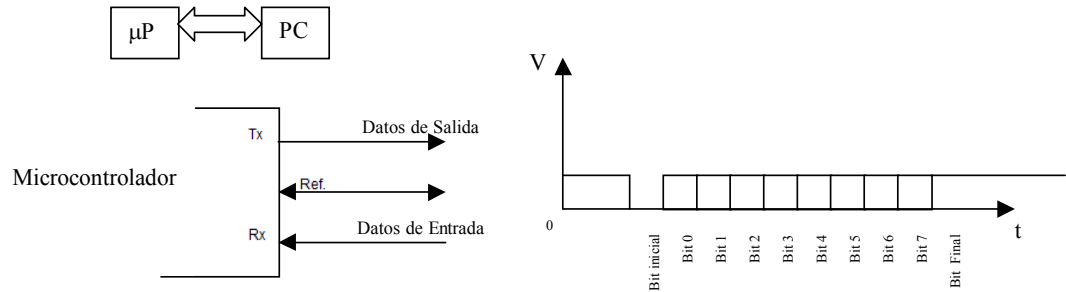 µP
PC
Tx
Datos de Salida
Microcontrolador
Ref.
Rx
Datos de Entrada
V
0
t
Bit inicial
Bit 0
Bit 1
Bit 2
Bit 3
Bit 4
Bit 5
Bit 6
Bit 7
Bit Final